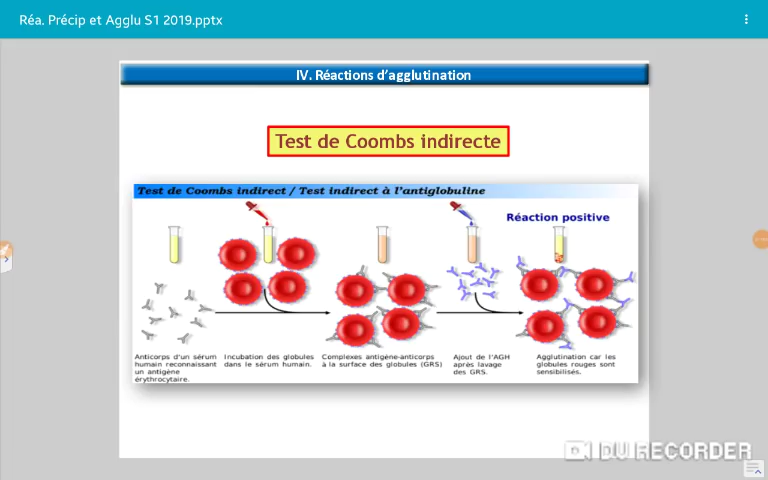 Réa. Précip et Agglu S1 2019.pptx
IV. Réactions d'agglutination
Test de Coombs indirecte
Test de Coombs indirect / Test indirect à l'antiglobuline
Réaction positive
Anticorps d'un sérum
humain reconnaissant
un antigène
érythrocytaire.
Incubation des globules
dans le sérum humain.
Complexes antigène-anticorps
à la surface des globules (GRS)
Ajout de l'AGH
après lavage
des GRS.
Agglutination car les
globules rouges sont
sensibilisés.
DU RECORDER